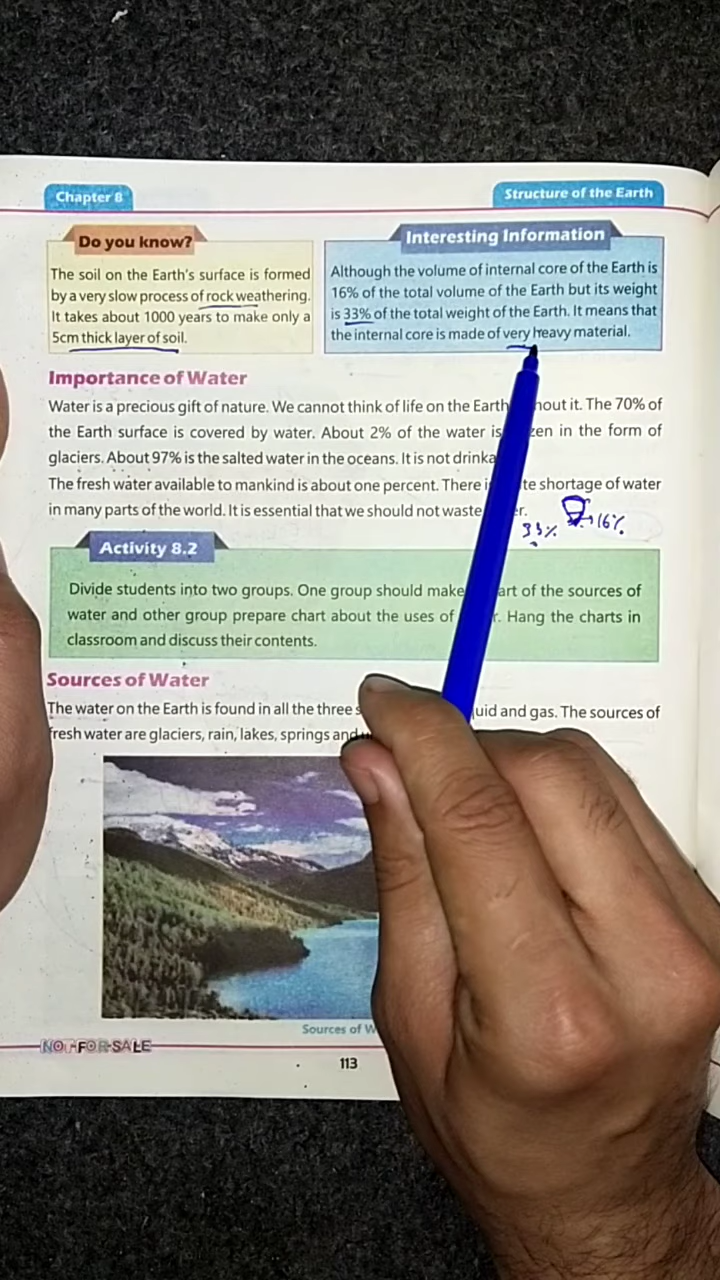 Chapter 8
Structure of the Earth
Do you know?
The soil on the Earth's surface is formed
by a very slow process of rock weathering.
It takes about 1000 years to make only a
5cm thick layer of soil.
Interesting Information
Although the volume of internal core of the Earth is
16% of the total volume of the Earth but its weight
is 33% of the total weight of the Earth. It means that
the internal core is made of very heavy material.
Importance of Water
Water is a precious gift of nature. We cannot think of life on the Earth hout it. The 70% of
the Earth surface is covered by water. About 2% of the water is zen in the form of
glaciers. About 97% is the salted water in the oceans. It is not drinka
The fresh water available to mankind is about one percent. There i te shortage of water
in many parts of the world. It is essential that we should not waste r.
33% 16%
Activity 8.2
Divide students into two groups. One group should make art of the sources of
water and other group prepare chart about the uses of r. Hang the charts in
classroom and discuss their contents.
Sources of Water
The water on the Earth is found in all the three s uid and gas. The sources of
fresh water are glaciers, rain, lakes, springs and
Sources of W
NOT FOR SALE
113